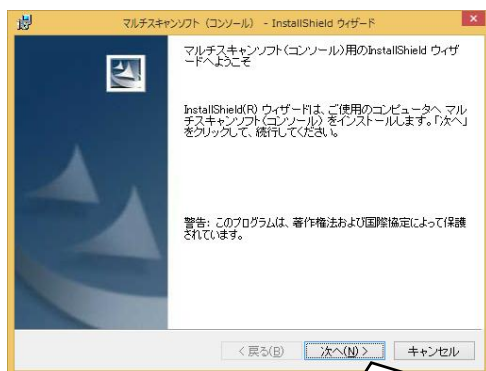 マルチスキャンソフト（コンソール） - InstallShield ウィザード
マルチスキャンソフト(コンソール)用のInstallShield ウィザ
ードへようこそ
InstallShield(R) ウィザードは、ご使用のコンピュータへ マル
チスキャンソフト(コンソール) をインストールします。「次へ」
をクリックして、続行してください。
警告: このプログラムは、著作権法および国際協定によって保護
されています。
< 戻る(B)
次へ(N) >
キャンセル